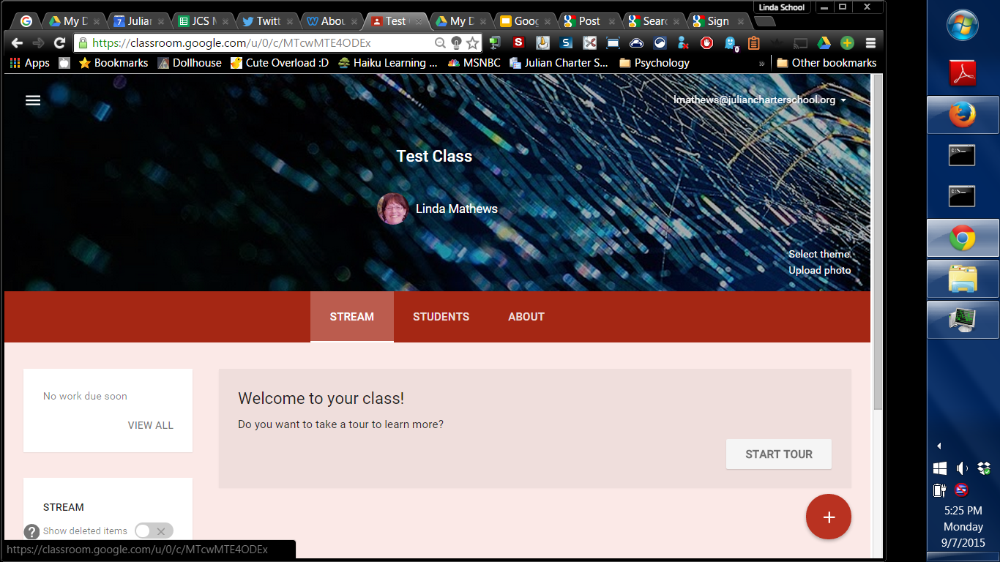 Linda School
My D
7 Julian
JCS M
Twitt
Abou
Test
My D
Goog
Post
Searc
Sign
https://classroom.google.com/u/0/c/MTcwMTE4ODEx
Apps
Bookmarks
Dollhouse
Cute Overload :D
Haiku Learning ...
MSNBC
Julian Charter S...
Psychology
»
Other bookmarks
lmathews@juliancharterschool.org
Test Class
Linda Mathews
Select theme
Upload photo
STREAM
STUDENTS
ABOUT
No work due soon
VIEW ALL
Welcome to your class!
Do you want to take a tour to learn more?
START TOUR
STREAM
Show deleted items
https://classroom.google.com/u/0/c/MTcwMTE4ODEx
5:25 PM
Monday
9/7/2015